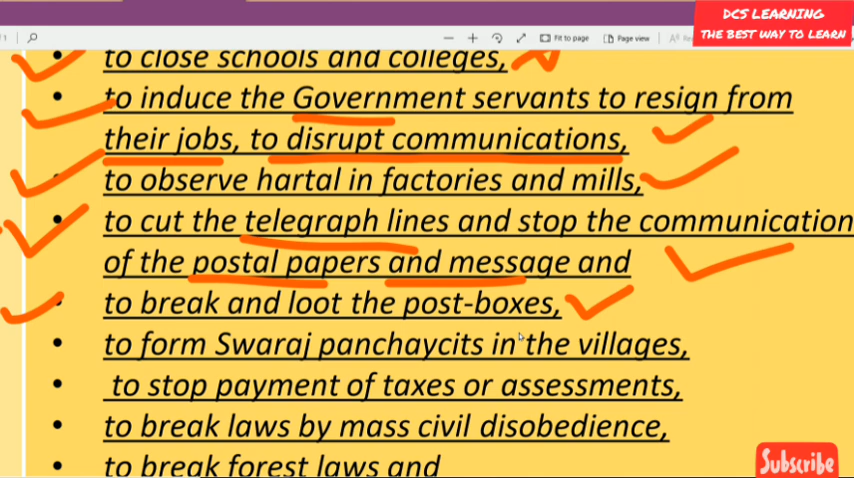 DCS LEARNING
THE BEST WAY TO LEARN
Fit to page
Page view
• to close schools and colleges,
• to induce the Government servants to resign from
their jobs, to disrupt communications,
• to observe hartal in factories and mills,
• to cut the telegraph lines and stop the communication
of the postal papers and message and
• to break and loot the post-boxes,
• to form Swaraj panchaycits in the villages,
• to stop payment of taxes or assessments,
• to break laws by mass civil disobedience,
• to break forest laws and
Subscribe